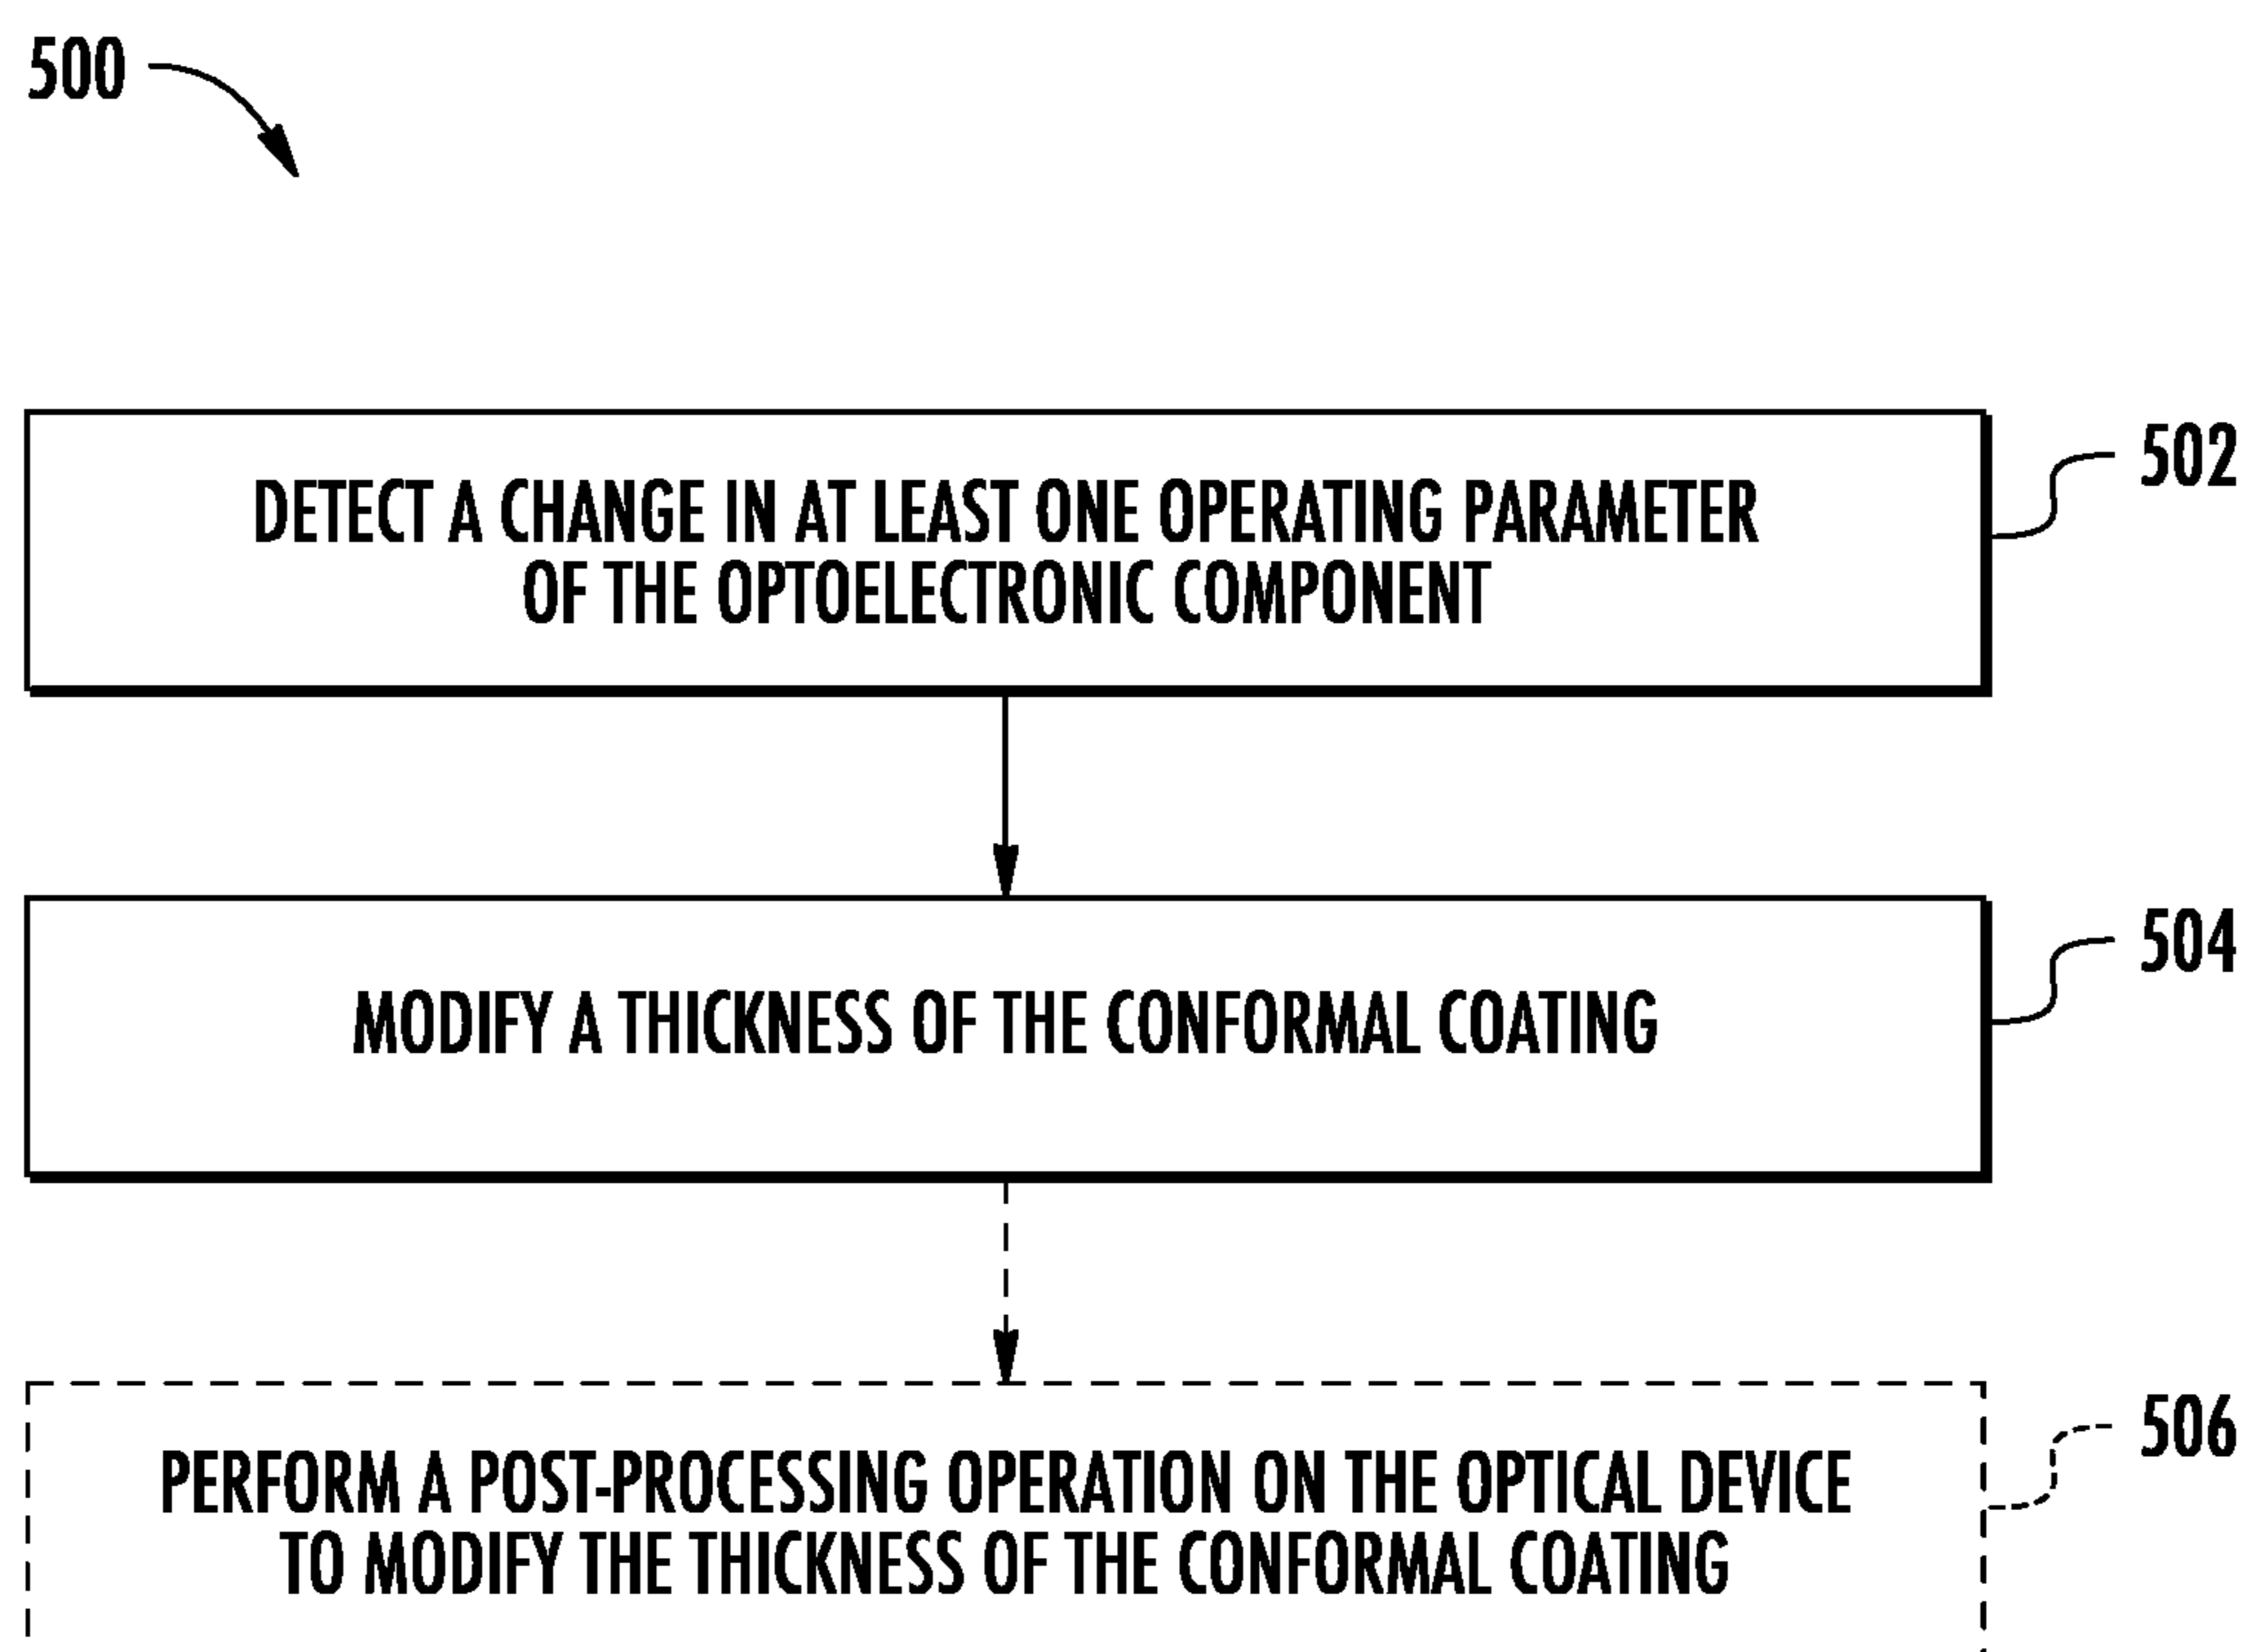 500
DETECT A CHANGE IN AT LEAST ONE OPERATING PARAMETER
OF THE OPTOELECTRONIC COMPONENT
502
MODIFY A THICKNESS OF THE CONFORMAL COATING
504
PERFORM A POST-PROCESSING OPERATION ON THE OPTICAL DEVICE
TO MODIFY THE THICKNESS OF THE CONFORMAL COATING
506